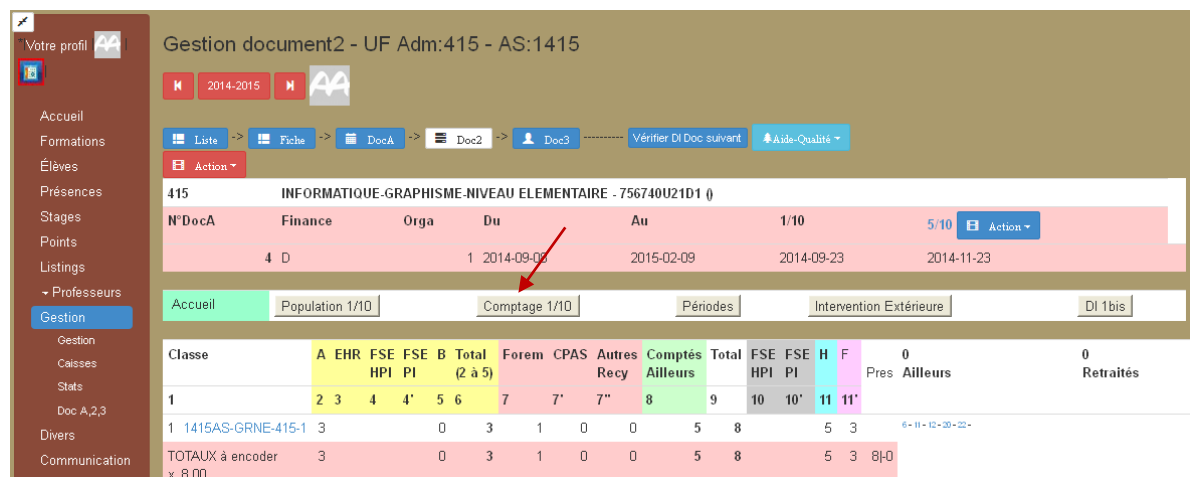 Votre profil AA
Gestion document2 - UF Adm:415 - AS:1415
2014-2015 AA
Accueil
Formations
Élèves
Présences
Stages
Points
Listings
Professeurs
Gestion
Gestion
Caisses
Stats
Doc A,2,3
Divers
Communication
Liste -> Fiche -> DocA -> Doc2 -> Doc3 ---------- Vérifier DI Doc suivant Aide-Qualité
Action
415 INFORMATIQUE-GRAPHISME-NIVEAU ELEMENTAIRE - 756740U21D1 ()
N°DocA Finance Orga Du Au 1/10 5/10 Action
4 D 1 2014-09-08 2015-02-09 2014-09-23 2014-11-23
Accueil Population 1/10 Comptage 1/10 Périodes Intervention Extérieure DI 1bis
Classe A EHR FSE FSE B Total Forem CPAS Autres Comptés Total FSE FSE H F 0 0
HPI PI (2 à 5) Recy Ailleurs HPI PI Pres Ailleurs Retraités
1 2 3 4 4' 5 6 7 7' 7" 8 9 10 10' 11 11'
1 1415AS-GRNE-415-1 3 0 3 1 0 0 5 8 5 3 6 - 11 - 12 - 20 - 22 -
TOTAUX à encoder 3 0 3 1 0 0 5 8 5 3 8|-0
x 8.00